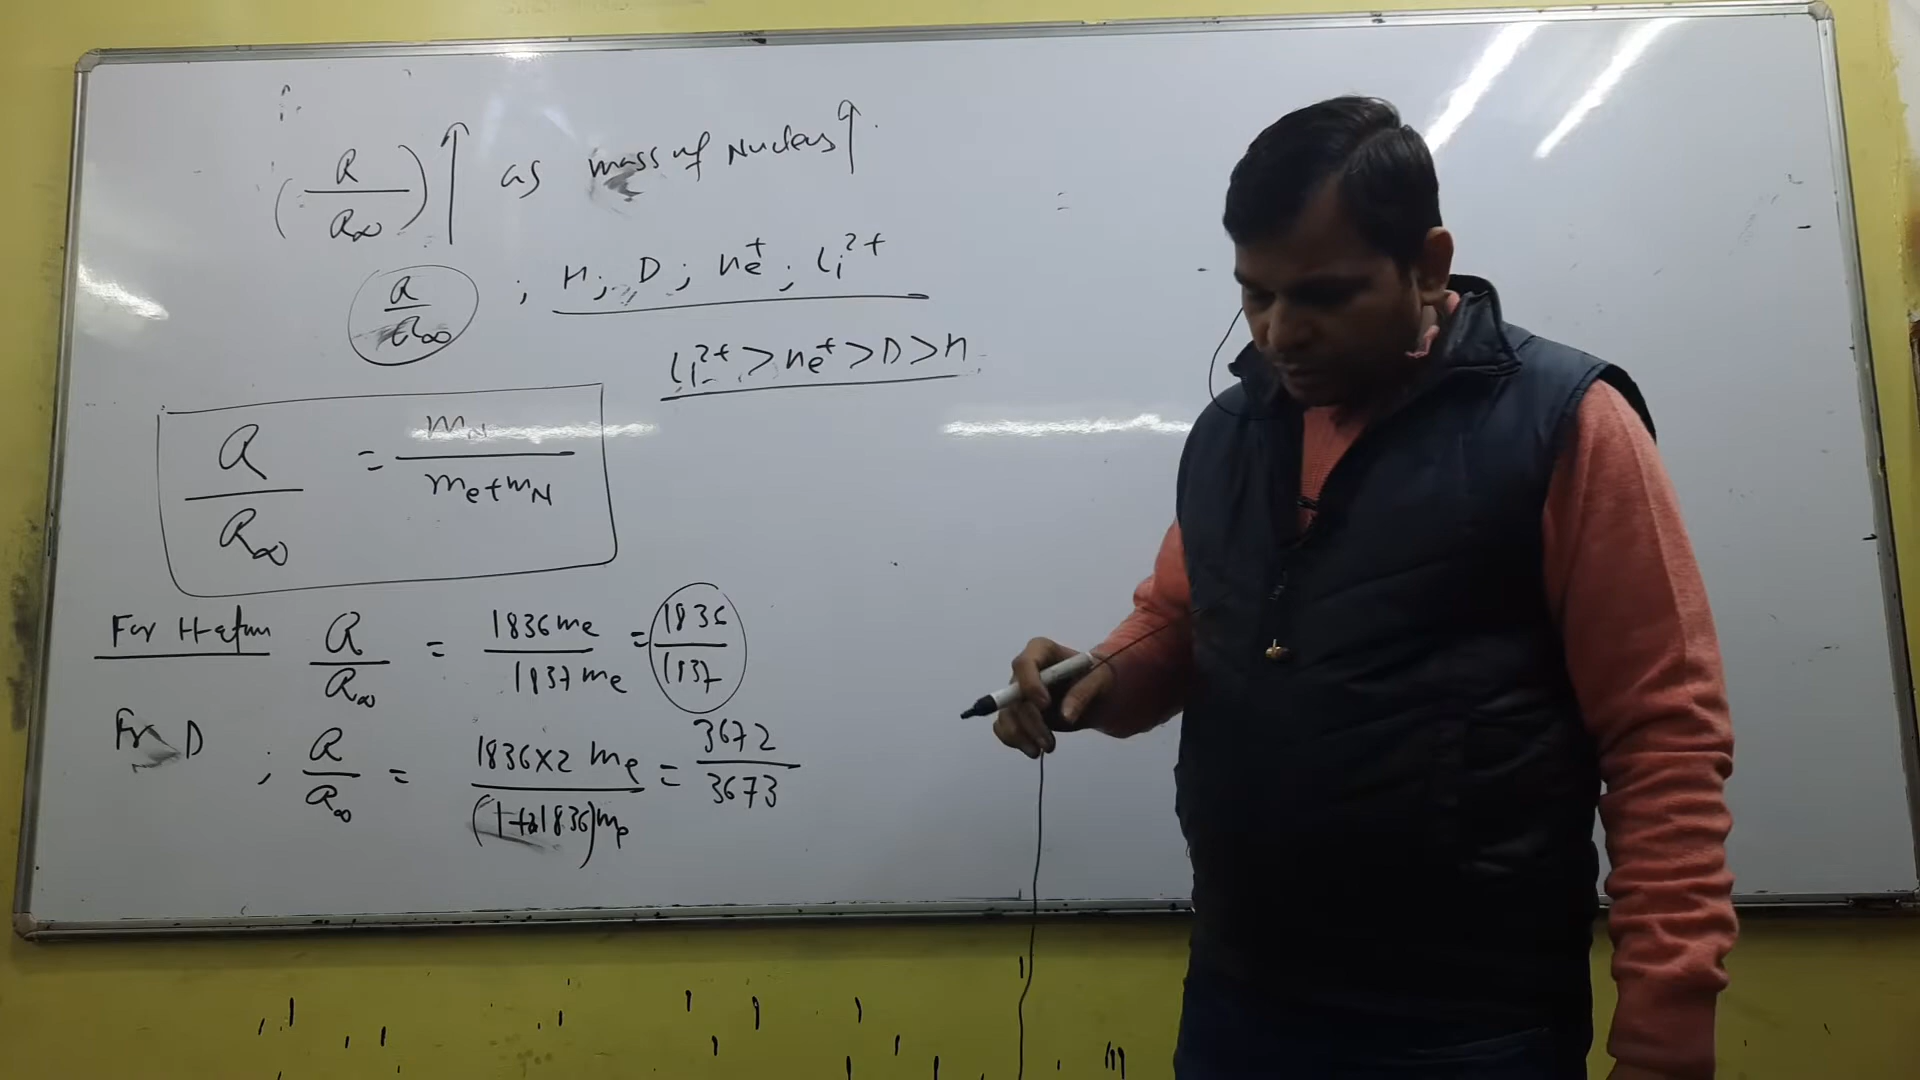 (R/R∞)↑ as mass of Nucleus ↑
R/R∞ ; H; D; He⁺; Li²⁺
Li²⁺ > He⁺ > D > H
R/R∞ = mN/(me+mN)
For H-atom R/R∞ = 1836me/1837me = 1836/1837
For D ; R/R∞ = 1836×2 me/(1+2×1836)me = 3672/3673